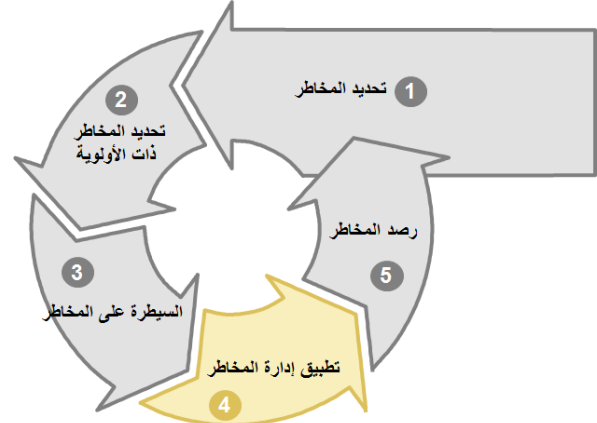 1 تحديد المخاطر
2
تحديد المخاطر
ذات الأولوية
3
السيطرة على المخاطر
تطبيق إدارة المخاطر
4
رصد المخاطر
5